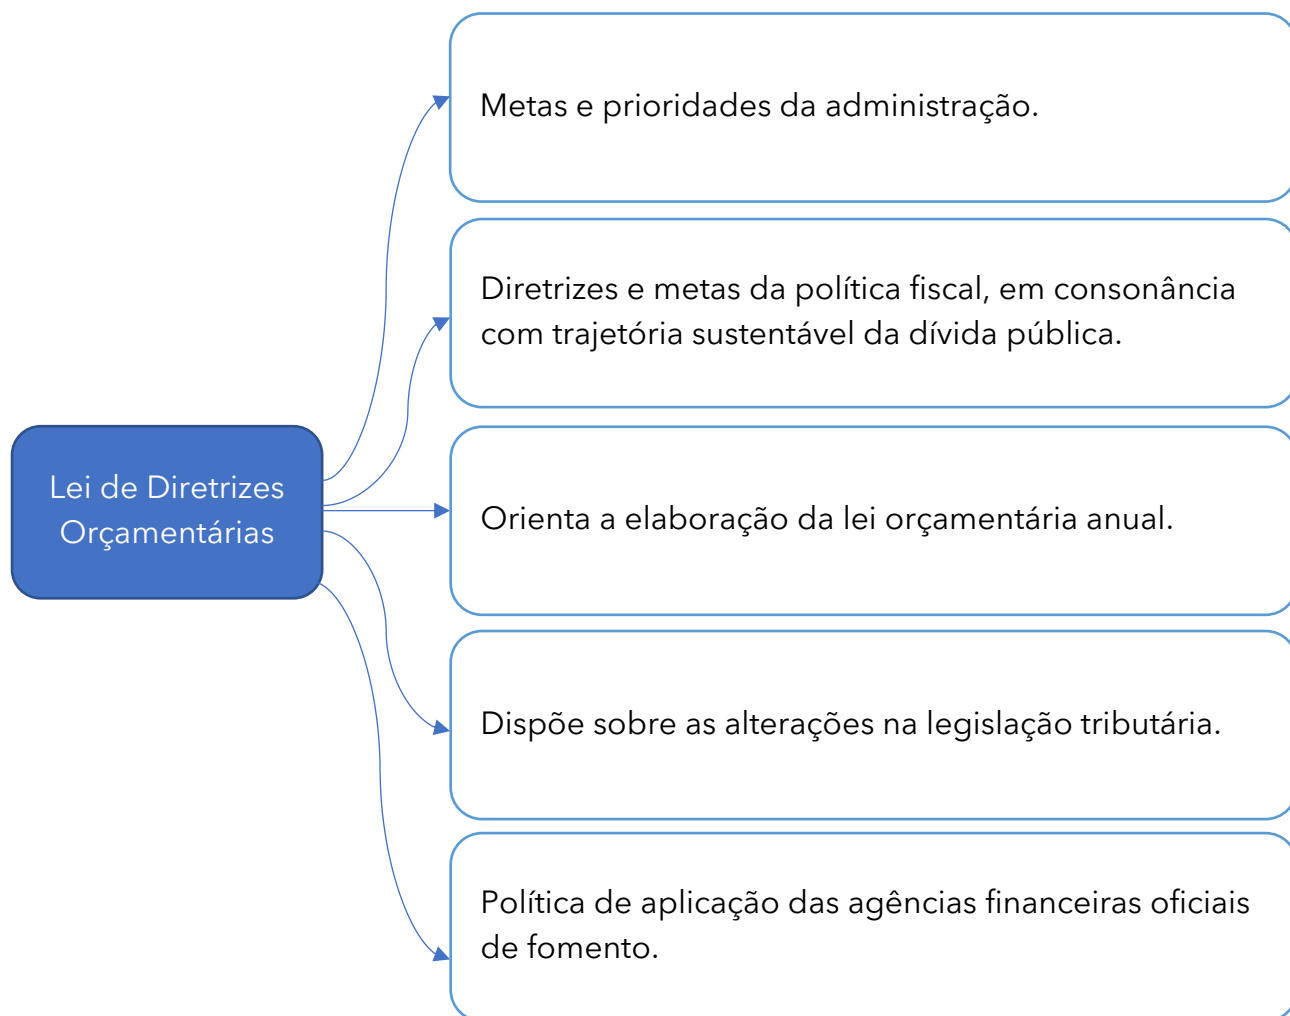 Metas e prioridades da administração.
Diretrizes e metas da política fiscal, em consonância
com trajetória sustentável da dívida pública.
Lei de Diretrizes
Orçamentárias
Orienta a elaboração da lei orçamentária anual.
Dispõe sobre as alterações na legislação tributária.
Política de aplicação das agências financeiras oficiais
de fomento.